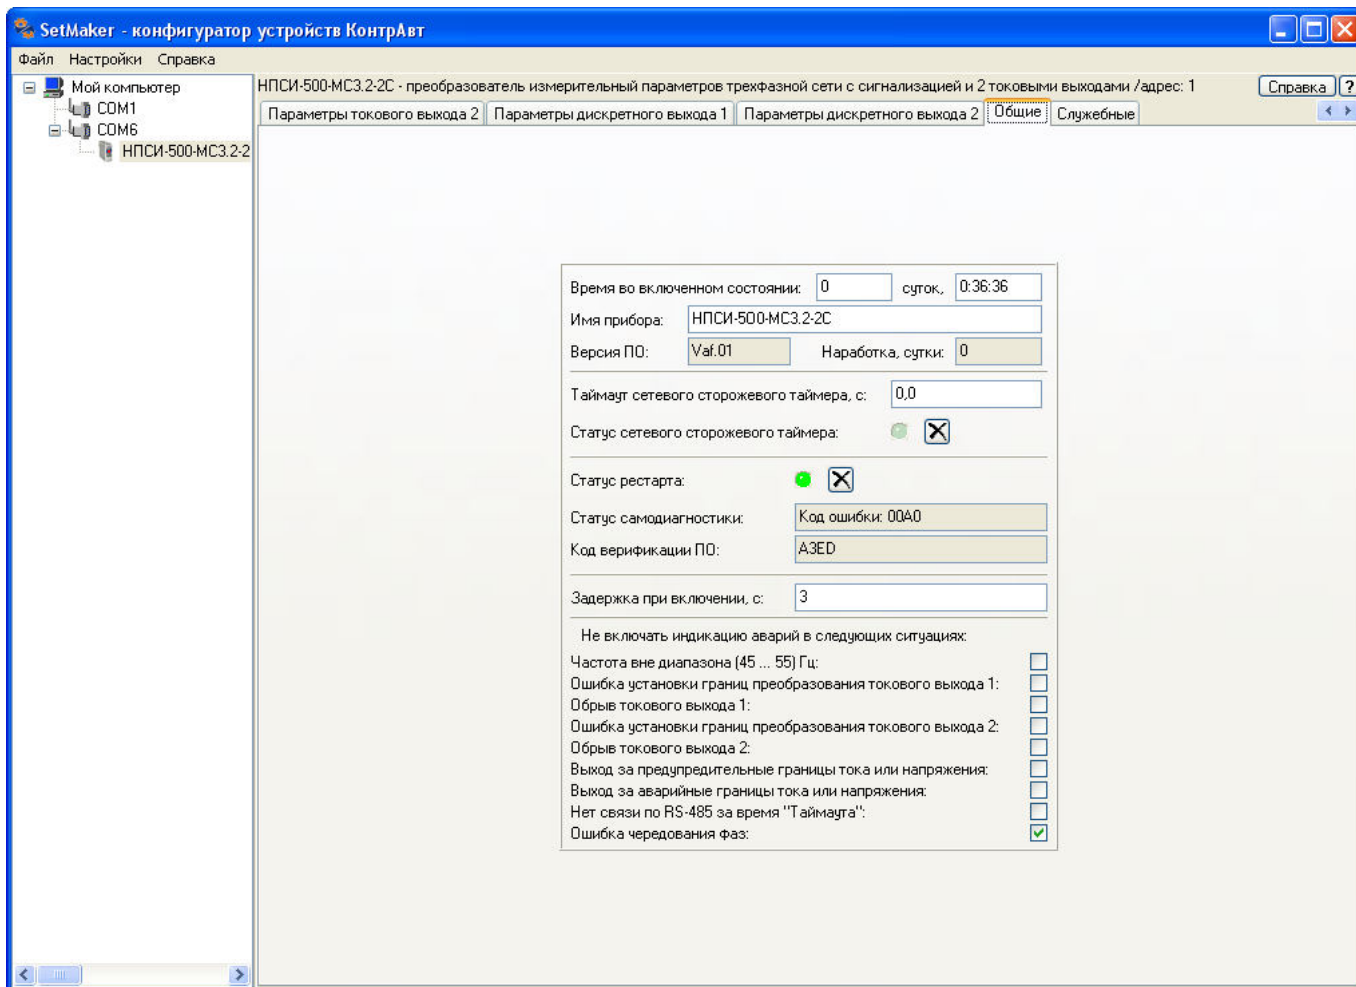 SetMaker - конфигуратор устройств КонтрАвт
Файл Настройки Справка
Мой компьютер
COM1
COM6
НПСИ-500-МС3.2-2
НПСИ-500-МС3.2-2С - преобразователь измерительный параметров трехфазной сети с сигнализацией и 2 токовыми выходами /адрес: 1
Справка ?
Параметры токового выхода 2 Параметры дискретного выхода 1 Параметры дискретного выхода 2 Общие Служебные
Время во включенном состоянии: 0 суток, 0:36:36
Имя прибора: НПСИ-500-МС3.2-2С
Версия ПО: Vaf.01 Наработка, сутки: 0
Таймаут сетевого сторожевого таймера, с: 0,0
Статус сетевого сторожевого таймера:
Статус рестарта:
Статус самодиагностики: Код ошибки: 00A0
Код верификации ПО: A3ED
Задержка при включении, с: 3
Не включать индикацию аварий в следующих ситуациях:
Частота вне диапазона (45 ... 55) Гц:
Ошибка установки границ преобразования токового выхода 1:
Обрыв токового выхода 1:
Ошибка установки границ преобразования токового выхода 2:
Обрыв токового выхода 2:
Выход за предупредительные границы тока или напряжения:
Выход за аварийные границы тока или напряжения:
Нет связи по RS-485 за время "Таймаута":
Ошибка чередования фаз: